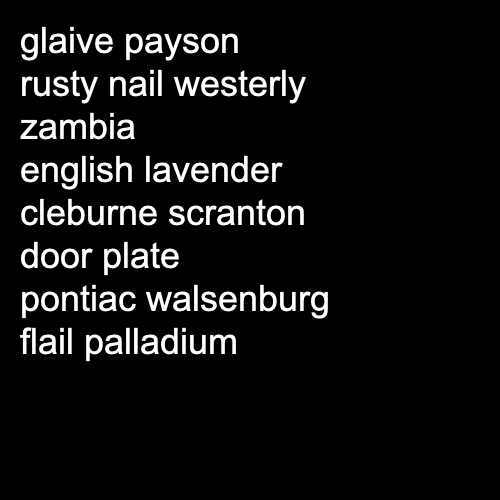 glaive payson
rusty nail westerly
zambia
english lavender
cleburne scranton
door plate
pontiac walsenburg
flail palladium